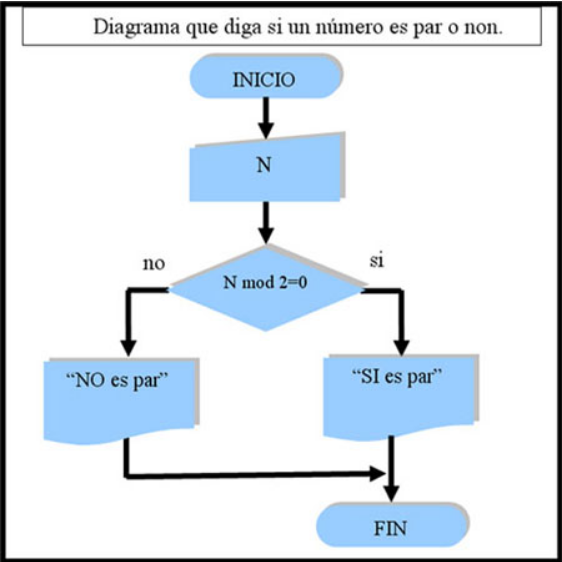 Diagrama que diga si un número es par o non.
INICIO
N
N mod 2=0
no
si
“NO es par”
“SI es par”
FIN